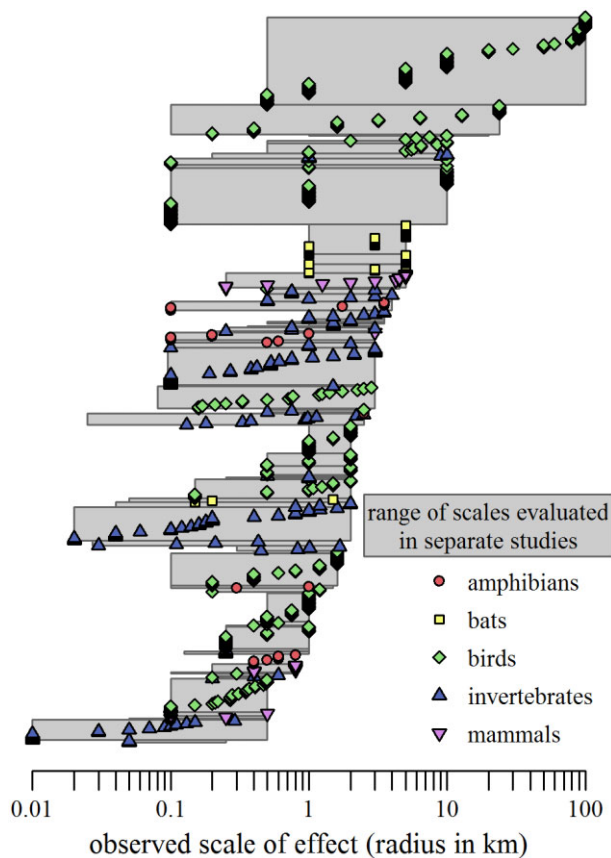 range of scales evaluated
in separate studies
amphibians
bats
birds
invertebrates
mammals
0.01 0.1 1 10 100
observed scale of effect (radius in km)